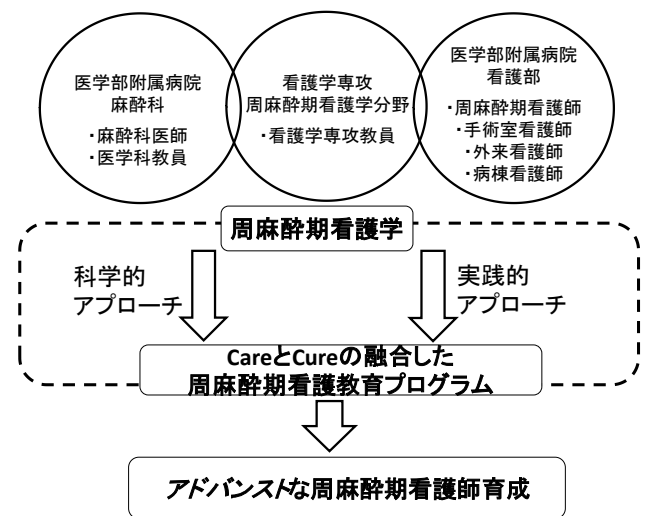 医学部附属病院
麻酔科
・麻酔科医師
・医学科教員
看護学専攻
周麻酔期看護学分野
・看護学専攻教員
医学部附属病院
看護部
・周麻酔期看護師
・手術室看護師
・外来看護師
・病棟看護師
周麻酔期看護学
科学的
アプローチ
実践的
アプローチ
CareとCureの融合した
周麻酔期看護教育プログラム
アドバンストな周麻酔期看護師育成